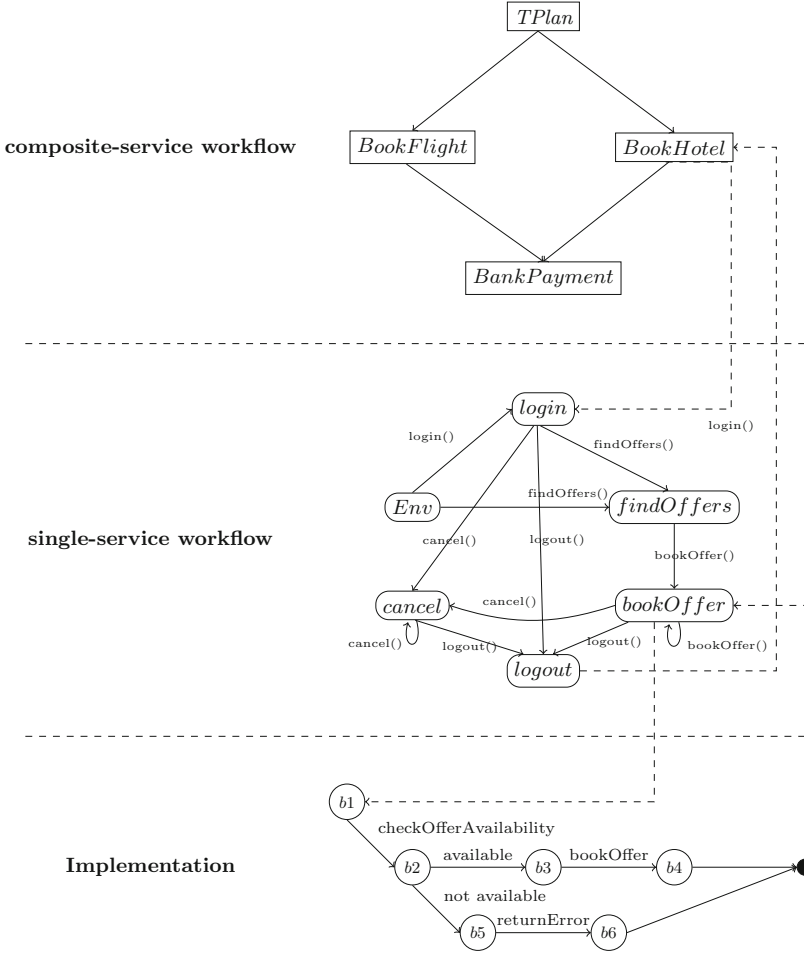 TPlan
composite-service workflow
BookFlight
BookHotel
BankPayment
login
login()
login()
findOffers()
Env
findOffers()
findOffers
single-service workflow
cancel()
logout()
bookOffer()
cancel
cancel()
bookOffer
cancel()
logout()
logout()
bookOffer()
logout
b1
checkOfferAvailability
Implementation
b2
available
b3
bookOffer
b4
not available
b5
returnError
b6